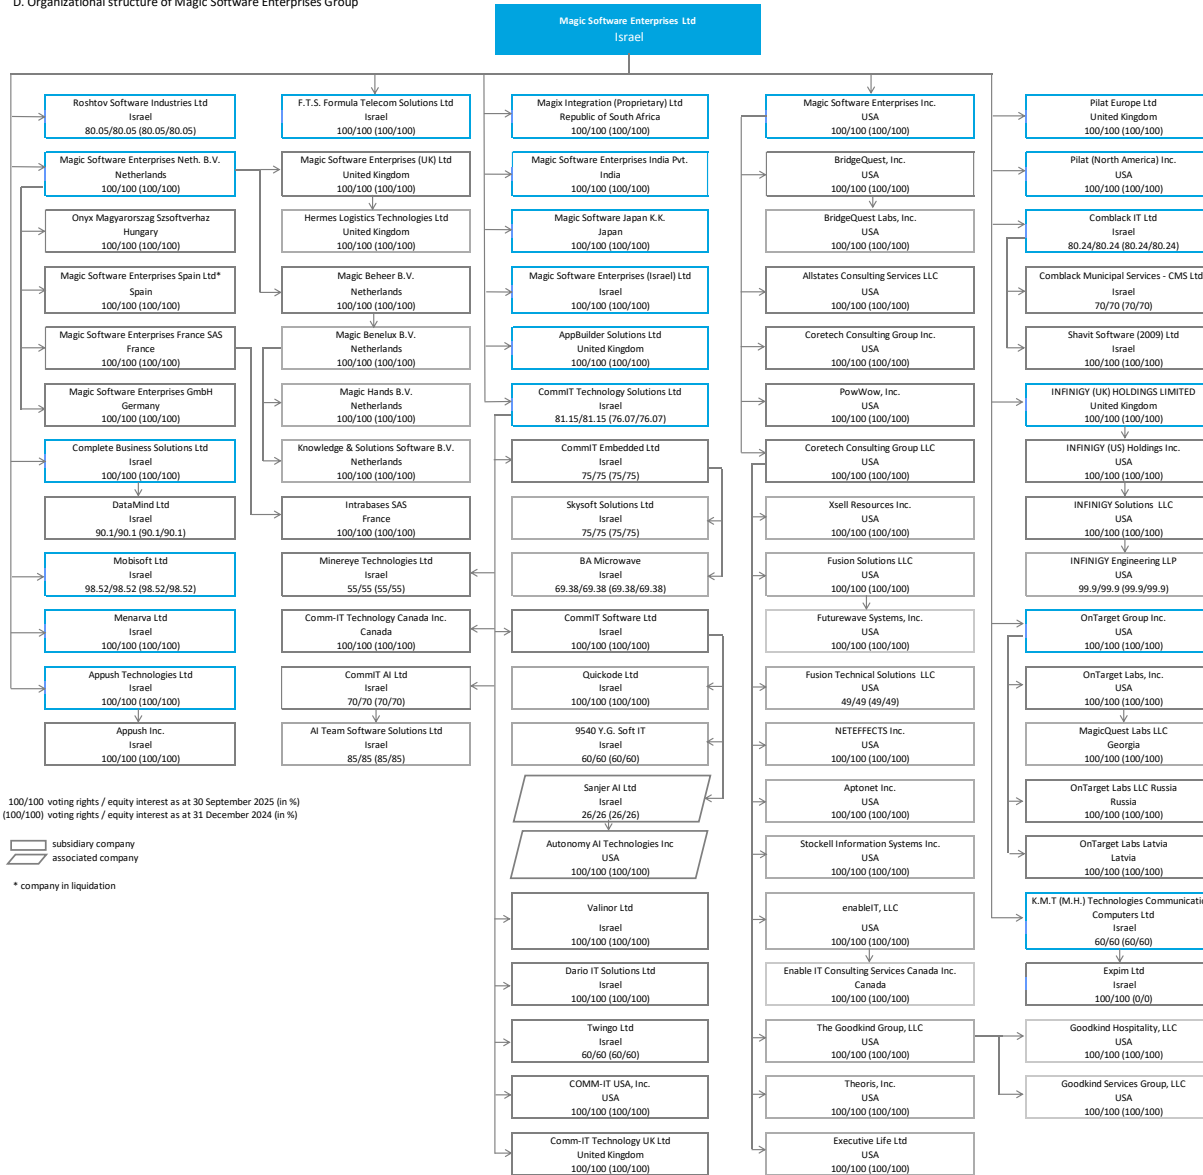 D. Organizational structure of Magic Software Enterprises Group
Magic Software Enterprises Ltd
Israel
Roshtov Software Industries Ltd
Israel
80.05/80.05 (80.05/80.05)
Magic Software Enterprises Neth. B.V.
Netherlands
100/100 (100/100)
Onyx Magyarorszag Szsoftverhaz
Hungary
100/100 (100/100)
Magic Software Enterprises Spain Ltd*
Spain
100/100 (100/100)
Magic Software Enterprises France SAS
France
100/100 (100/100)
Magic Software Enterprises GmbH
Germany
100/100 (100/100)
Complete Business Solutions Ltd
Israel
100/100 (100/100)
DataMind Ltd
Israel
90.1/90.1 (90.1/90.1)
Mobisoft Ltd
Israel
98.52/98.52 (98.52/98.52)
Menarva Ltd
Israel
100/100 (100/100)
Appush Technologies Ltd
Israel
100/100 (100/100)
Appush Inc.
Israel
100/100 (100/100)
F.T.S. Formula Telecom Solutions Ltd
Israel
100/100 (100/100)
Magic Software Enterprises (UK) Ltd
United Kingdom
100/100 (100/100)
Hermes Logistics Technologies Ltd
United Kingdom
100/100 (100/100)
Magic Beheer B.V.
Netherlands
100/100 (100/100)
Magic Benelux B.V.
Netherlands
100/100 (100/100)
Magic Hands B.V.
Netherlands
100/100 (100/100)
Knowledge & Solutions Software B.V.
Netherlands
100/100 (100/100)
Intrabases SAS
France
100/100 (100/100)
Minereye Technologies Ltd
Israel
55/55 (55/55)
Comm-IT Technology Canada Inc.
Canada
100/100 (100/100)
CommIT AI Ltd
Israel
70/70 (70/70)
AI Team Software Solutions Ltd
Israel
85/85 (85/85)
Magix Integration (Proprietary) Ltd
Republic of South Africa
100/100 (100/100)
Magic Software Enterprises India Pvt.
India
100/100 (100/100)
Magic Software Japan K.K.
Japan
100/100 (100/100)
Magic Software Enterprises (Israel) Ltd
Israel
100/100 (100/100)
AppBuilder Solutions Ltd
United Kingdom
100/100 (100/100)
CommIT Technology Solutions Ltd
Israel
81.15/81.15 (76.07/76.07)
CommIT Embedded Ltd
Israel
75/75 (75/75)
Skysoft Solutions Ltd
Israel
75/75 (75/75)
BA Microwave
Israel
69.38/69.38 (69.38/69.38)
CommIT Software Ltd
Israel
100/100 (100/100)
Quickode Ltd
Israel
100/100 (100/100)
9540 Y.G. Soft IT
Israel
60/60 (60/60)
Sanjer AI Ltd
Israel
26/26 (26/26)
Autonomy AI Technologies Inc
USA
100/100 (100/100)
Valinor Ltd
Israel
100/100 (100/100)
Dario IT Solutions Ltd
Israel
100/100 (100/100)
Twingo Ltd
Israel
60/60 (60/60)
COMM-IT USA, Inc.
USA
100/100 (100/100)
Comm-IT Technology UK Ltd
United Kingdom
100/100 (100/100)
Magic Software Enterprises Inc.
USA
100/100 (100/100)
BridgeQuest, Inc.
USA
100/100 (100/100)
BridgeQuest Labs, Inc.
USA
100/100 (100/100)
Allstates Consulting Services LLC
USA
100/100 (100/100)
Coretech Consulting Group Inc.
USA
100/100 (100/100)
PowWow, Inc.
USA
100/100 (100/100)
Coretech Consulting Group LLC
USA
100/100 (100/100)
Xsell Resources Inc.
USA
100/100 (100/100)
Fusion Solutions LLC
USA
100/100 (100/100)
Futurewave Systems, Inc.
USA
100/100 (100/100)
Fusion Technical Solutions LLC
USA
49/49 (49/49)
NETEFFECTS Inc.
USA
100/100 (100/100)
Aptonet Inc.
USA
100/100 (100/100)
Stockell Information Systems Inc.
USA
100/100 (100/100)
enableIT, LLC
USA
100/100 (100/100)
Enable IT Consulting Services Canada Inc.
Canada
100/100 (100/100)
The Goodkind Group, LLC
USA
100/100 (100/100)
Theoris, Inc.
USA
100/100 (100/100)
Executive Life Ltd
USA
100/100 (100/100)
Pilat Europe Ltd
United Kingdom
100/100 (100/100)
Pilat (North America) Inc.
USA
100/100 (100/100)
Comblack IT Ltd
Israel
80.24/80.24 (80.24/80.24)
Comblack Municipal Services - CMS Ltd
Israel
70/70 (70/70)
Shavit Software (2009) Ltd
Israel
100/100 (100/100)
INFINIGY (UK) HOLDINGS LIMITED
United Kingdom
100/100 (100/100)
INFINIGY (US) Holdings Inc.
USA
100/100 (100/100)
INFINIGY Solutions LLC
USA
100/100 (100/100)
INFINIGY Engineering LLP
USA
99.9/99.9 (99.9/99.9)
OnTarget Group Inc.
USA
100/100 (100/100)
OnTarget Labs, Inc.
USA
100/100 (100/100)
MagicQuest Labs LLC
Georgia
100/100 (100/100)
OnTarget Labs LLC Russia
Russia
100/100 (100/100)
OnTarget Labs Latvia
Latvia
100/100 (100/100)
K.M.T (M.H.) Technologies
Computers Ltd
Israel
60/60 (60/60)
Expim Ltd
Israel
100/100 (0/0)
Goodkind Hospitality, LLC
USA
100/100 (100/100)
Goodkind Services Group, LLC
USA
100/100 (100/100)
100/100 voting rights / equity interest as at 30 September 2025 (in %)
(100/100) voting rights / equity interest as at 31 December 2024 (in %)
subsidiary company
associated company
* company in liquidation